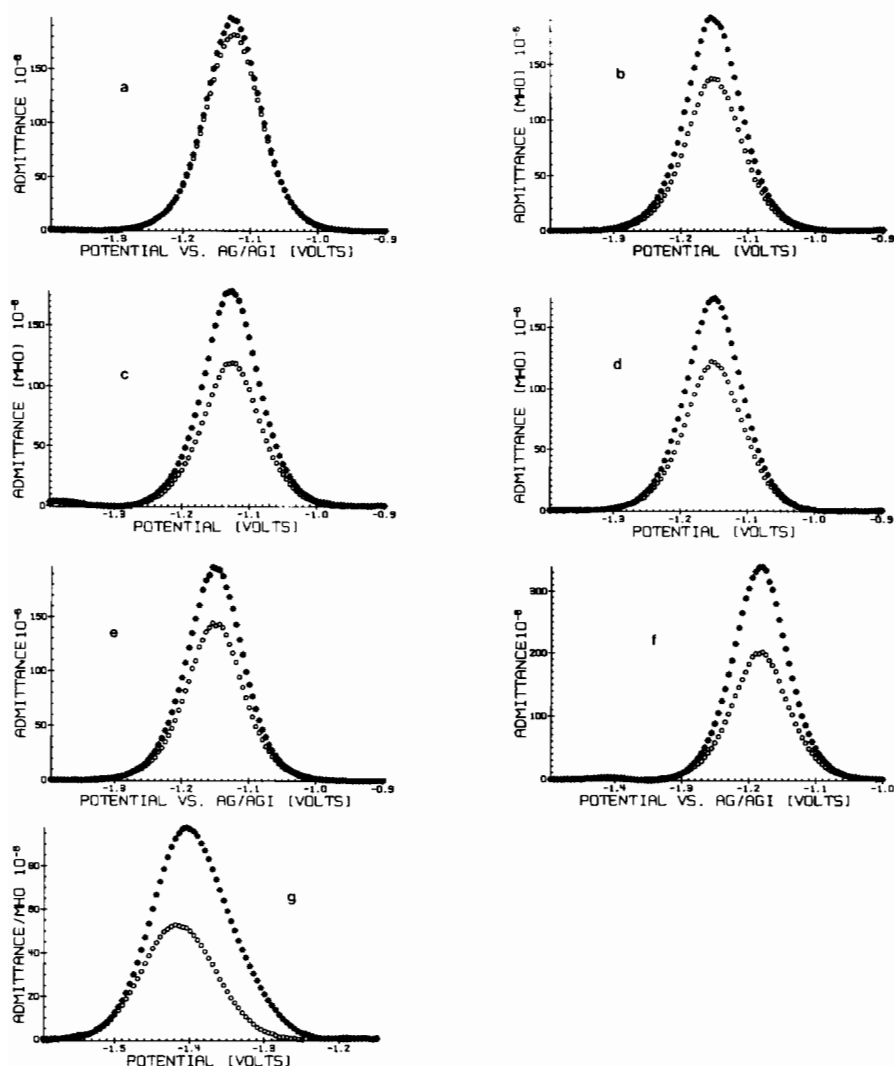 ADMITTANCE 10-6
150
100
50
0
a
-1.3 -1.2 -1.1 -1.0 -0.9
POTENTIAL VS. AG/AGI [VOLTS]
ADMITTANCE [MHO] 10-6
150
100
50
0
b
-1.3 -1.2 -1.1 -1.0 -0.9
POTENTIAL [VOLTS]
ADMITTANCE [MHO] 10-6
150
100
50
0
c
-1.3 -1.2 -1.1 -1.0 -0.9
POTENTIAL [VOLTS]
ADMITTANCE [MHO] 10-6
150
100
50
0
d
-1.3 -1.2 -1.1 -1.0 -0.9
POTENTIAL [VOLTS]
ADMITTANCE10-6
150
100
50
0
e
-1.3 -1.2 -1.1 -1.0 -0.9
POTENTIAL VS. AG/AGI [VOLTS]
ADMITTANCE10-6
300
200
100
0
f
-1.4 -1.3 -1.2 -1.1 -1.0
POTENTIAL VS. AG/AGI [VOLTS]
ADMITTANCE/MHO 10-6
60
40
20
0
g
-1.5 -1.4 -1.3 -1.2
POTENTIAL [VOLTS]